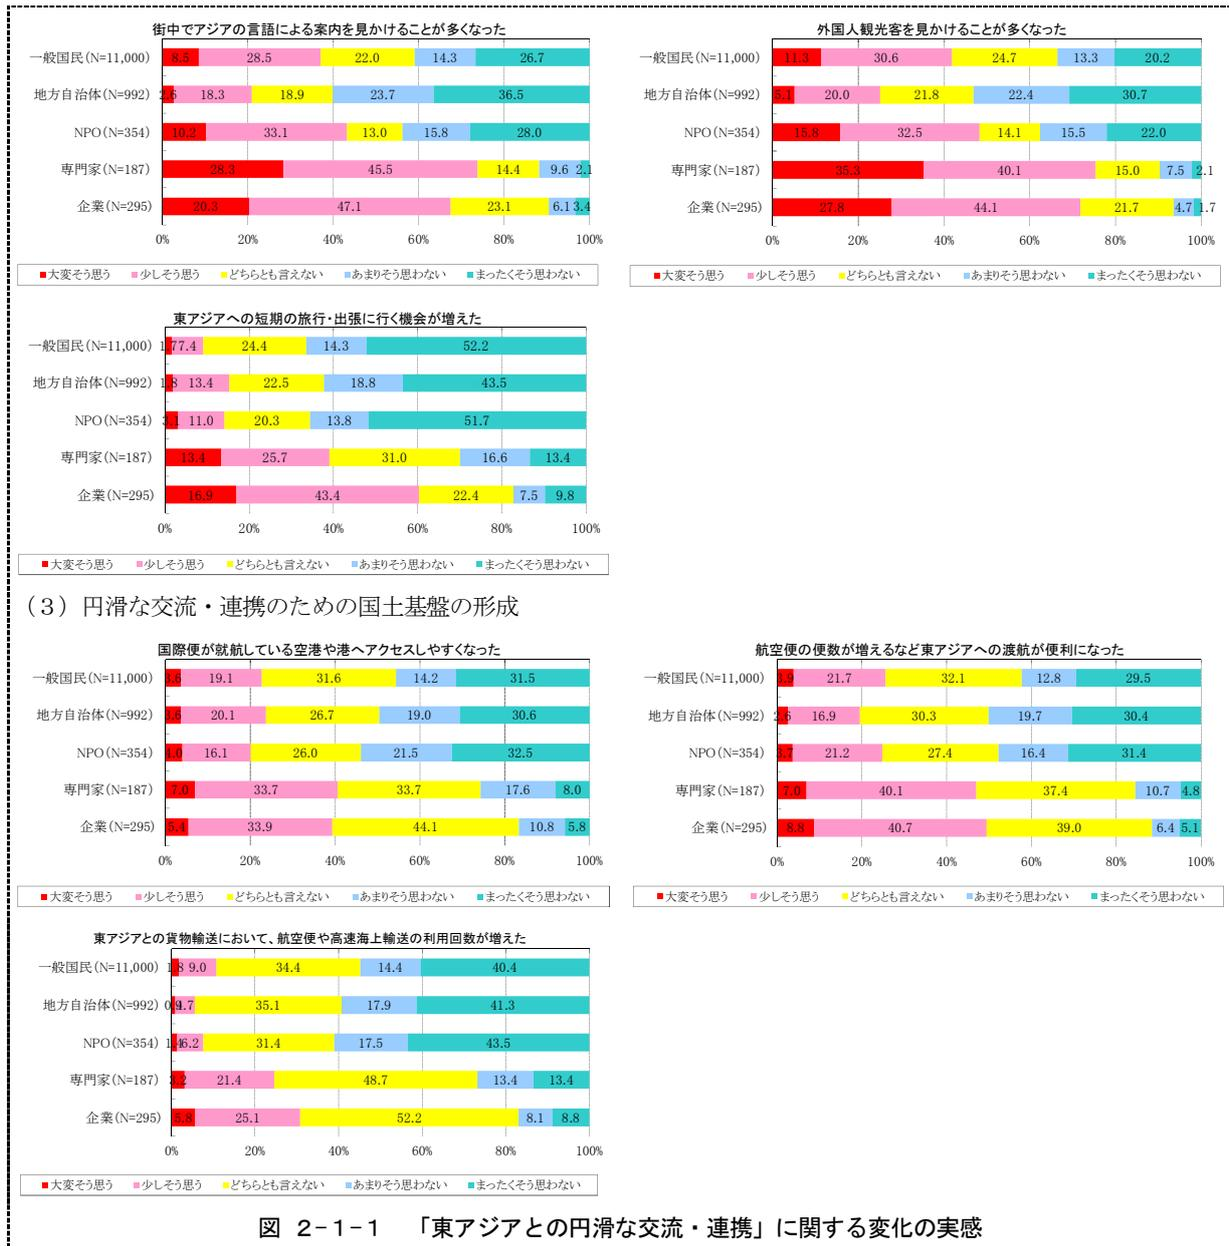 街中でアジアの言語による案内を見かけることが多くなった
一般国民(N=11,000) 8.5 28.5 22.0 14.3 26.7
地方自治体(N=992) 2.6 18.3 18.9 23.7 36.5
NPO(N=354) 10.2 33.1 13.0 15.8 28.0
専門家(N=187) 28.3 45.5 14.4 9.6 2.1
企業(N=295) 20.3 47.1 23.1 6.1 3.4
0% 20% 40% 60% 80% 100%
■大変そう思う ■少しそう思う ■どちらとも言えない ■あまりそう思わない ■まったくそう思わない
外国人観光客を見かけることが多くなった
一般国民(N=11,000) 11.3 30.6 24.7 13.3 20.2
地方自治体(N=992) 5.1 20.0 21.8 22.4 30.7
NPO(N=354) 15.8 32.5 14.1 15.5 22.0
専門家(N=187) 35.3 40.1 15.0 7.5 2.1
企業(N=295) 27.8 44.1 21.7 4.7 1.7
0% 20% 40% 60% 80% 100%
■大変そう思う ■少しそう思う ■どちらとも言えない ■あまりそう思わない ■まったくそう思わない
東アジアへの短期の旅行・出張に行く機会が増えた
一般国民(N=11,000) 1.7 7.4 24.4 14.3 52.2
地方自治体(N=992) 1.8 13.4 22.5 18.8 43.5
NPO(N=354) 3.1 11.0 20.3 13.8 51.7
専門家(N=187) 13.4 25.7 31.0 16.6 13.4
企業(N=295) 16.9 43.4 22.4 7.5 9.8
0% 20% 40% 60% 80% 100%
■大変そう思う ■少しそう思う ■どちらとも言えない ■あまりそう思わない ■まったくそう思わない
（３）円滑な交流・連携のための国土基盤の形成
国際便が就航している空港や港へアクセスしやすくなった
一般国民(N=11,000) 3.6 19.1 31.6 14.2 31.5
地方自治体(N=992) 3.6 20.1 26.7 19.0 30.6
NPO(N=354) 4.0 16.1 26.0 21.5 32.5
専門家(N=187) 7.0 33.7 33.7 17.6 8.0
企業(N=295) 5.4 33.9 44.1 10.8 5.8
0% 20% 40% 60% 80% 100%
■大変そう思う ■少しそう思う ■どちらとも言えない ■あまりそう思わない ■まったくそう思わない
航空便の便数が増えるなど東アジアへの渡航が便利になった
一般国民(N=11,000) 3.9 21.7 32.1 12.8 29.5
地方自治体(N=992) 2.6 16.9 30.3 19.7 30.4
NPO(N=354) 3.7 21.2 27.4 16.4 31.4
専門家(N=187) 7.0 40.1 37.4 10.7 4.8
企業(N=295) 8.8 40.7 39.0 6.4 5.1
0% 20% 40% 60% 80% 100%
■大変そう思う ■少しそう思う ■どちらとも言えない ■あまりそう思わない ■まったくそう思わない
東アジアとの貨物輸送において、航空便や高速海上輸送の利用回数が増えた
一般国民(N=11,000) 1.8 9.0 34.4 14.4 40.4
地方自治体(N=992) 0.9 4.7 35.1 17.9 41.3
NPO(N=354) 1.4 6.2 31.4 17.5 43.5
専門家(N=187) 3.2 21.4 48.7 13.4 13.4
企業(N=295) 5.8 25.1 52.2 8.1 8.8
0% 20% 40% 60% 80% 100%
■大変そう思う ■少しそう思う ■どちらとも言えない ■あまりそう思わない ■まったくそう思わない
図 ２-１-１ 「東アジアとの円滑な交流・連携」に関する変化の実感